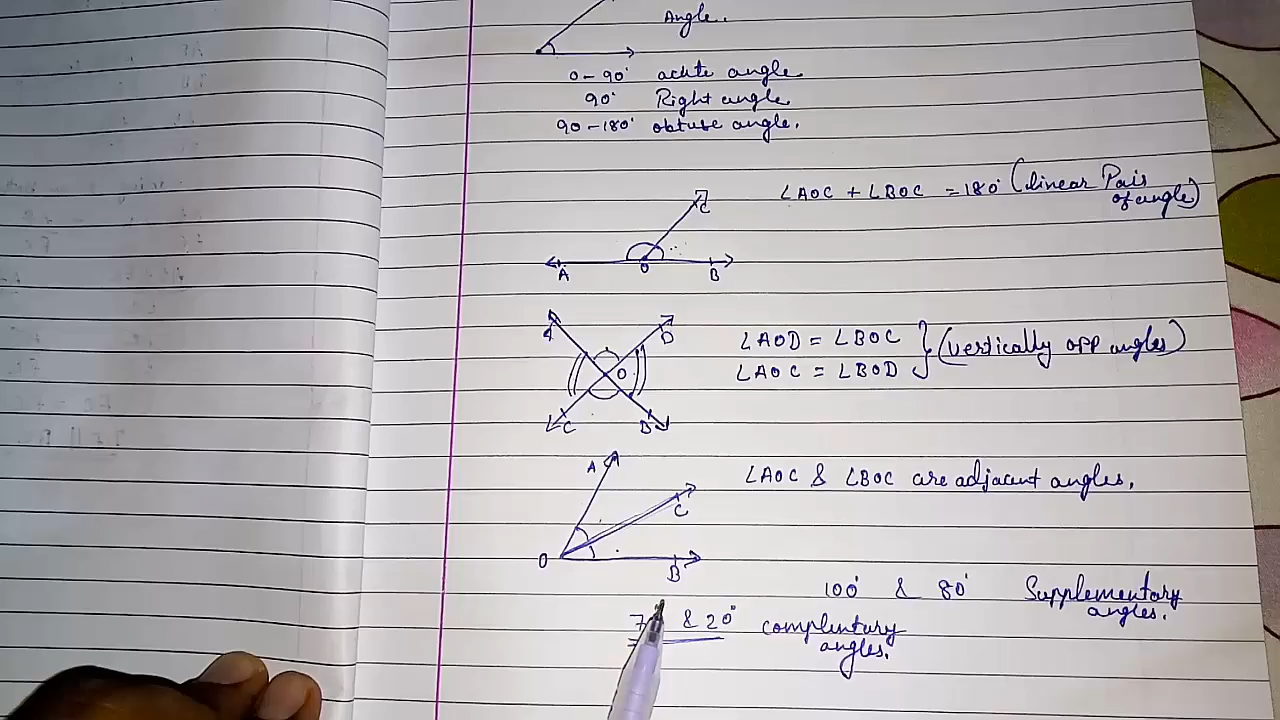 Angle.
0-90° acute angle
90° Right angle
90-180° obtuse angle.
∠AOC + ∠BOC = 180° (linear Pair
of angle)
C
A O B
A D
O
C B
∠AOD = ∠BOC } (vertically opp angles)
∠AOC = ∠BOD
A
C
O B
∠AOC & ∠BOC are adjacent angles.
100° & 80° Supplementary
angles.
& 20° complentary
angles.